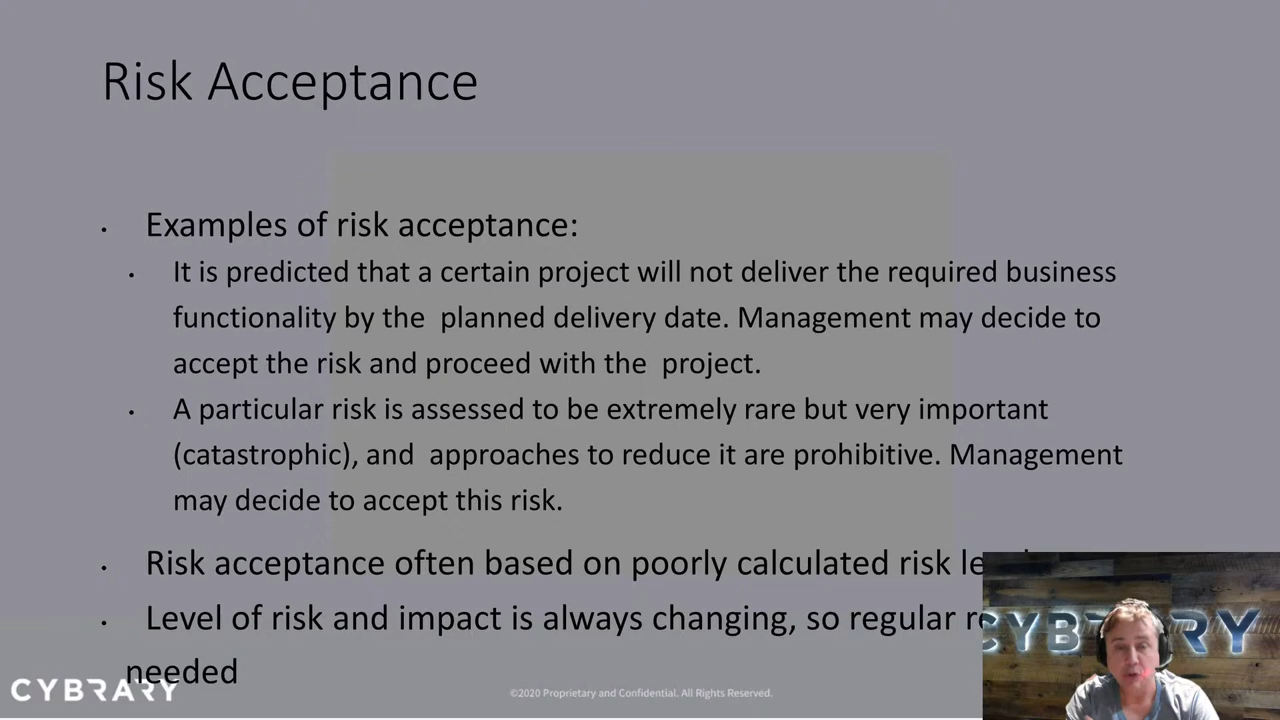 Risk Acceptance
• Examples of risk acceptance:
• It is predicted that a certain project will not deliver the required business
functionality by the planned delivery date. Management may decide to
accept the risk and proceed with the project.
• A particular risk is assessed to be extremely rare but very important
(catastrophic), and approaches to reduce it are prohibitive. Management
may decide to accept this risk.
• Risk acceptance often based on poorly calculated risk
• Level of risk and impact is always changing, so regular
needed
CYBRARY
©2020 Proprietary and Confidential. All Rights Reserved.
CYBRARY